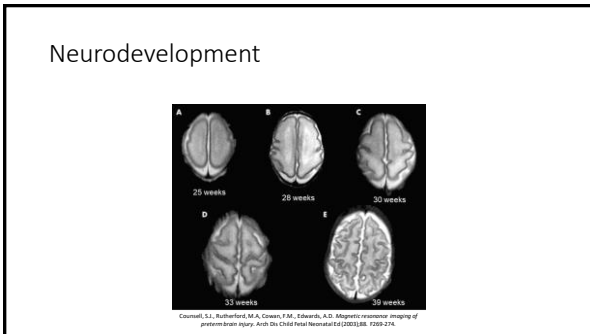 Neurodevelopment
A B C
25 weeks 28 weeks 30 weeks
D E
33 weeks 39 weeks
Counsell, S.J., Rutherford, M.A, Cowan, F.M., Edwards, A.D. Magnetic resonance imaging of
preterm brain injury. Arch Dis Child Fetal Neonatal Ed (2003);88. F269-274.